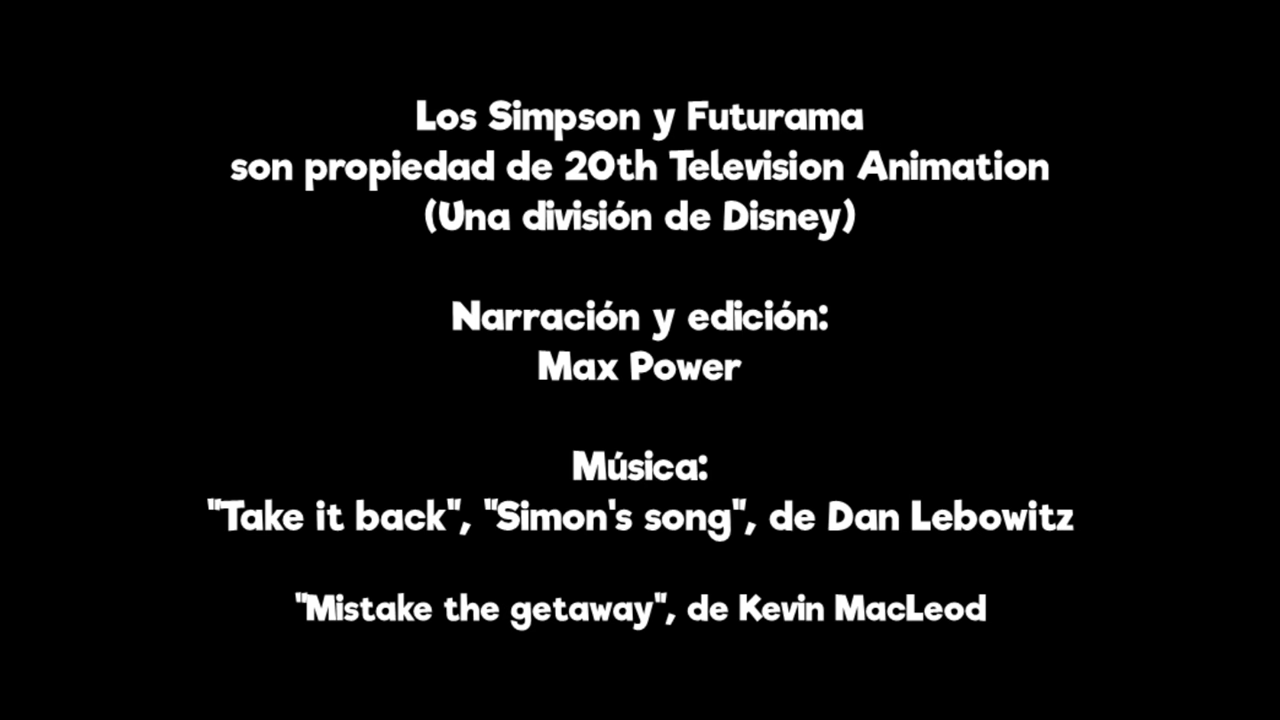 Los Simpson y Futurama
son propiedad de 20th Television Animation
(Una división de Disney)
Narración y edición:
Max Power
Música:
"Take it back", "Simon's song", de Dan Lebowitz
"Mistake the getaway", de Kevin MacLeod